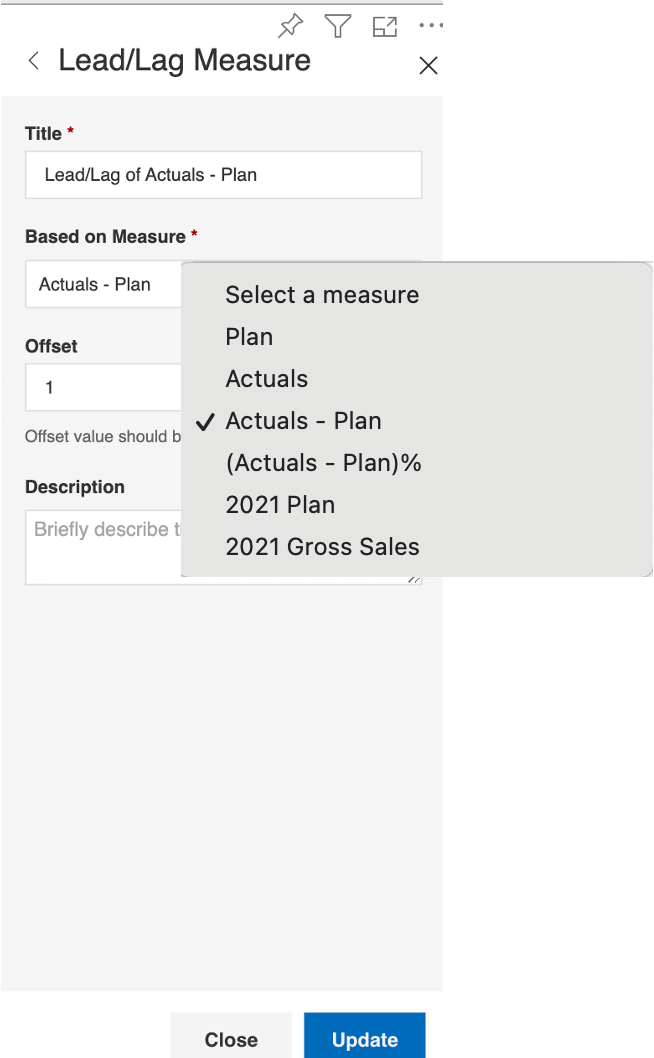 Lead/Lag Measure
Title *
Lead/Lag of Actuals - Plan
Based on Measure *
Actuals - Plan
Select a measure
Plan
Actuals
Actuals - Plan
(Actuals - Plan)%
2021 Plan
2021 Gross Sales
Offset
1
Offset value should
Description
Briefly describe
Close
Update